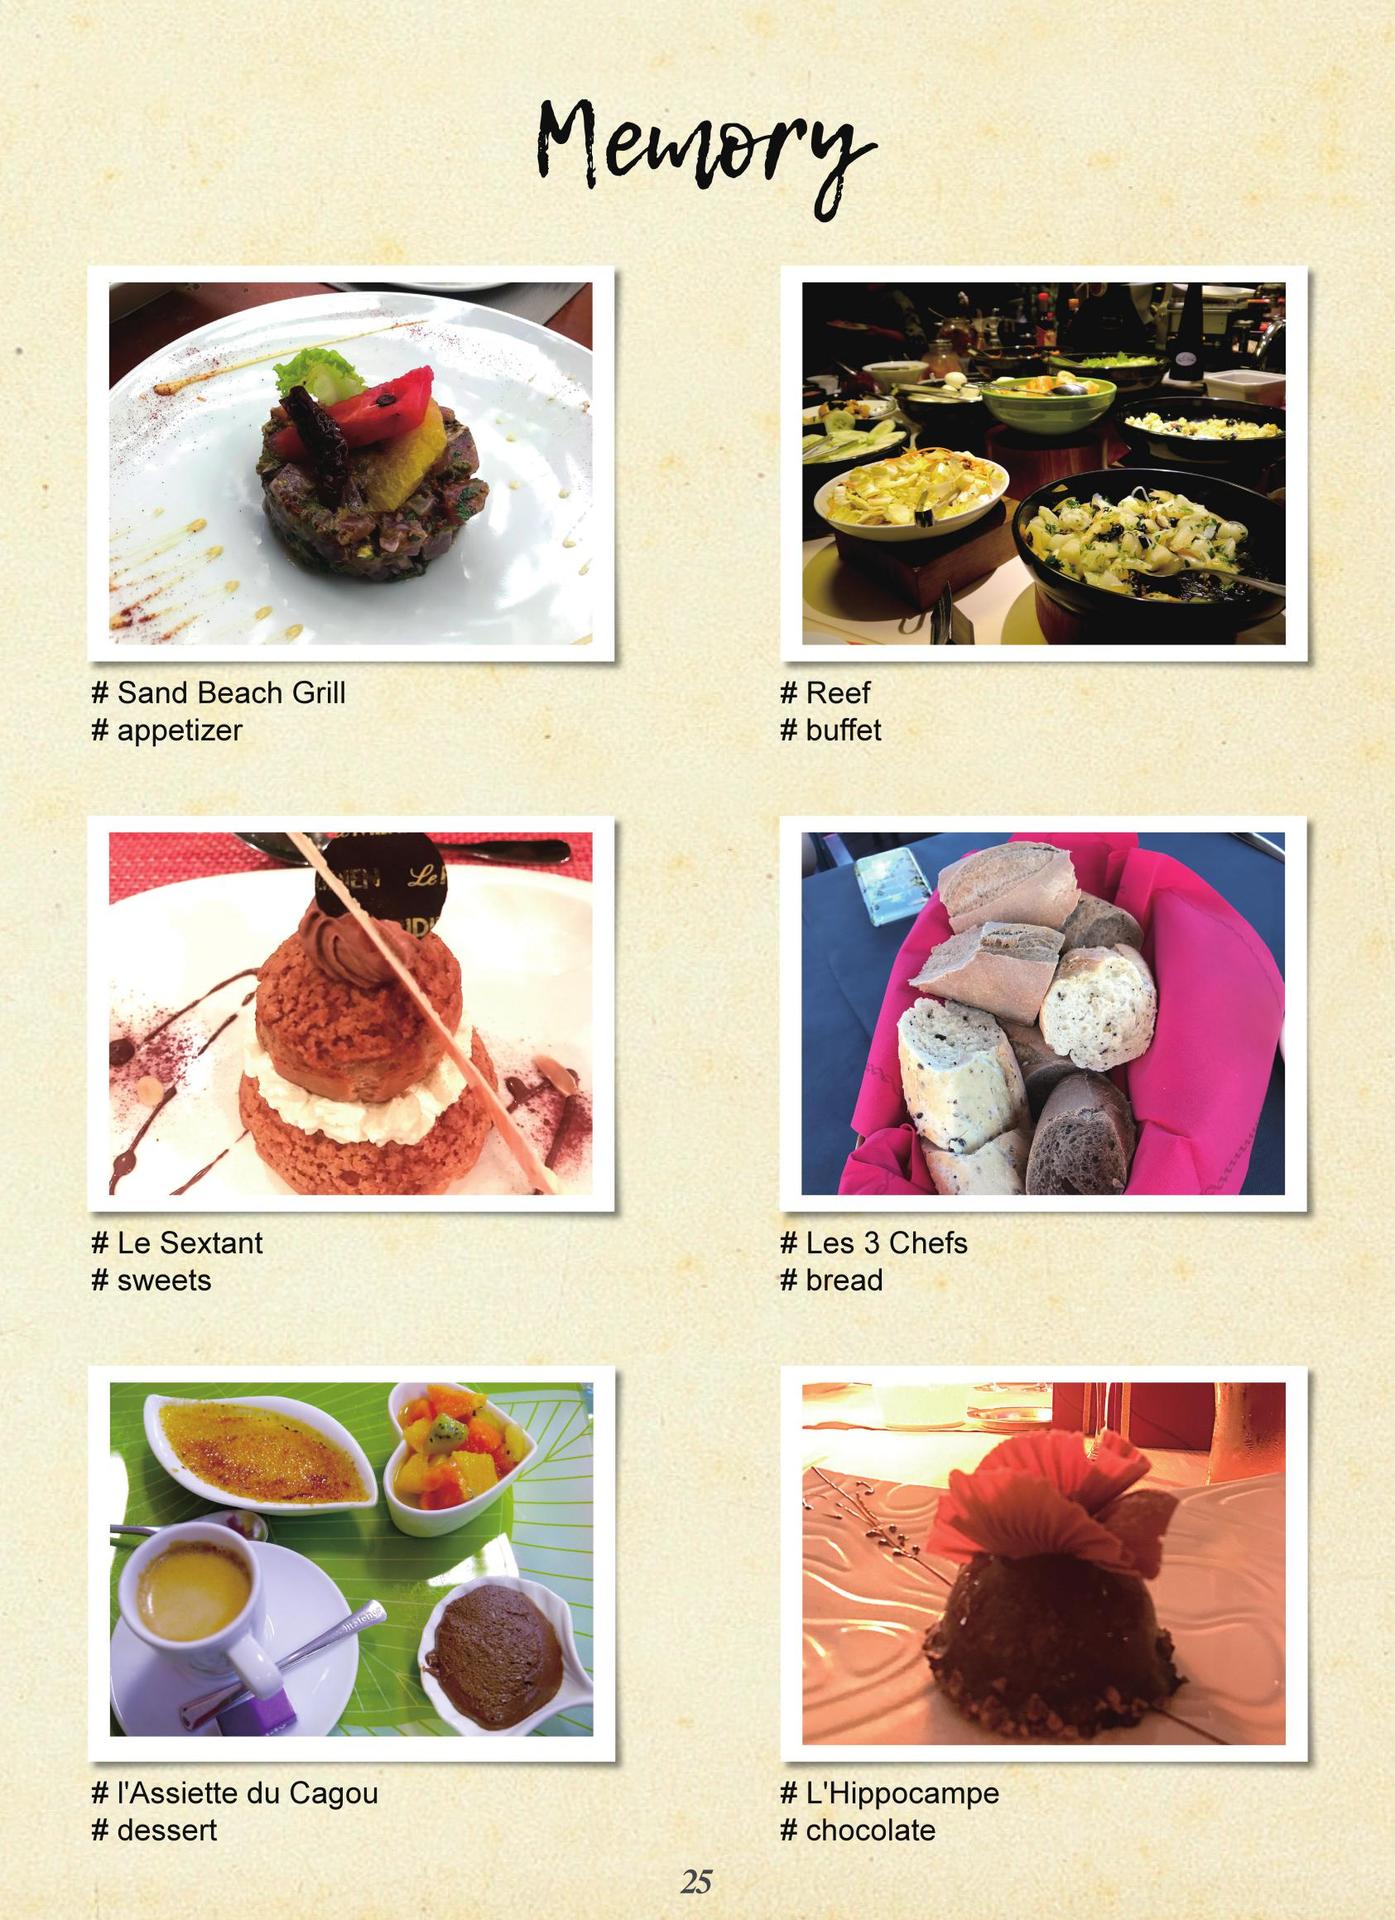 Memory
# Sand Beach Grill
# appetizer
# Reef
# buffet
Le
# Le Sextant
# sweets
# Les 3 Chefs
# bread
# l'Assiette du Cagou
# dessert
# L'Hippocampe
# chocolate
25